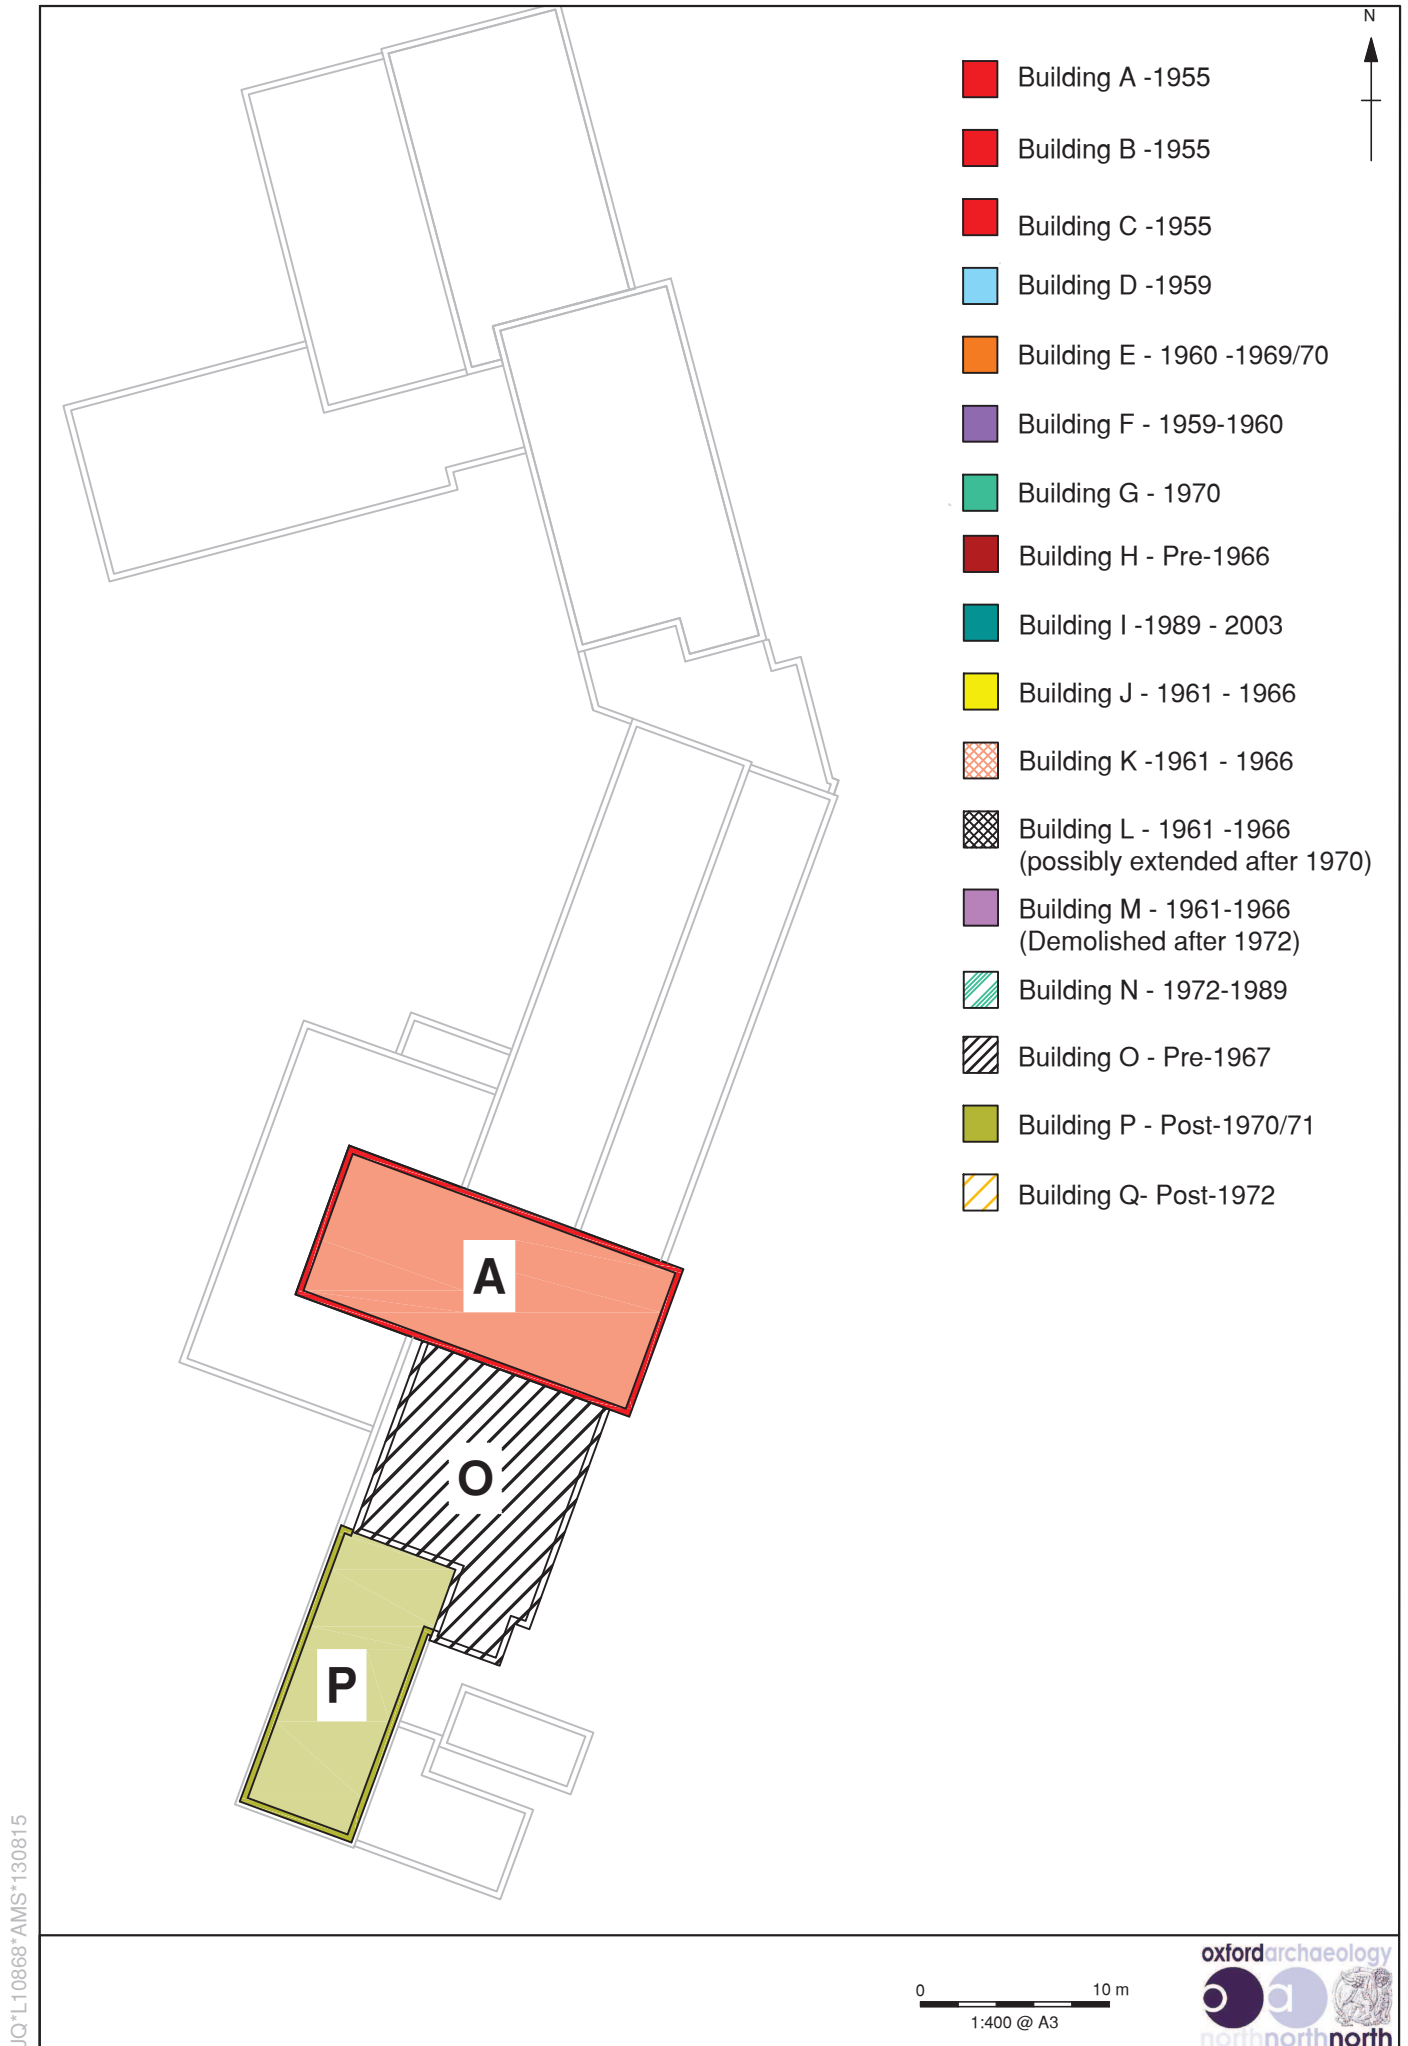 N
Building A -1955
Building B -1955
Building C -1955
Building D -1959
Building E - 1960 -1969/70
Building F - 1959-1960
Building G - 1970
Building H - Pre-1966
Building I -1989 - 2003
Building J - 1961 - 1966
Building K -1961 - 1966
Building L - 1961 -1966
(possibly extended after 1970)
Building M - 1961-1966
(Demolished after 1972)
Building N - 1972-1989
Building O - Pre-1967
Building P - Post-1970/71
Building Q- Post-1972
A
O
P
JQ*L10868*AMS*130815
0 10 m
1:400 @ A3
oxfordarchaeology
o a
northnorthnorth